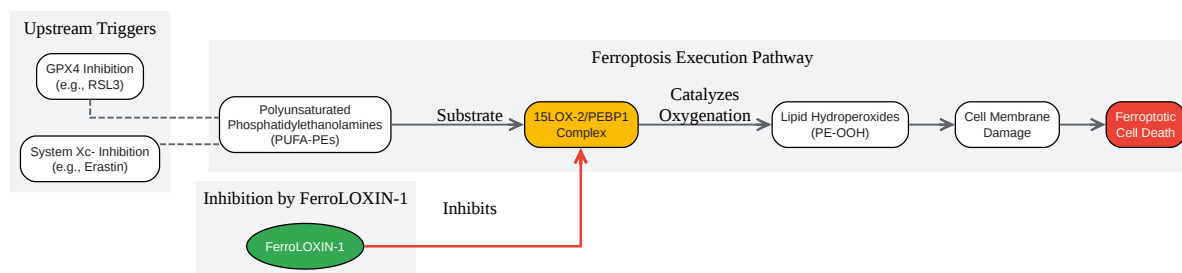 Upstream Triggers
GPX4 Inhibition
(e.g., RSL3)
System Xc- Inhibition
(e.g., Erastin)
Ferroptosis Execution Pathway
Polyunsaturated
Phosphatidylethanolamines
(PUFA-PEs)
Substrate
15LOX-2/PEBP1
Complex
Catalyzes
Oxygenation
Lipid Hydroperoxides
(PE-OOH)
Cell Membrane
Damage
Ferroptotic
Cell Death
Inhibition by FerroLOXIN-1
FerroLOXIN-1
Inhibits